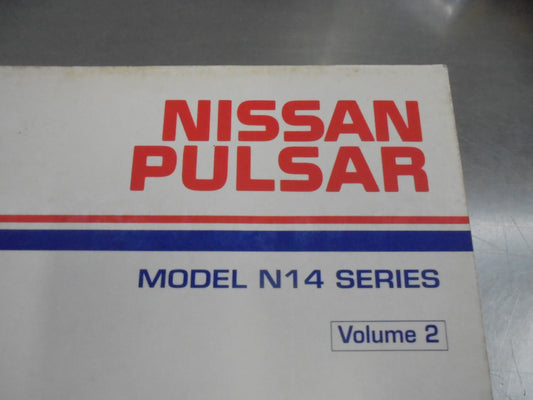 NISSAN
PULSAR
MODEL N14 SERIES
Volume 2